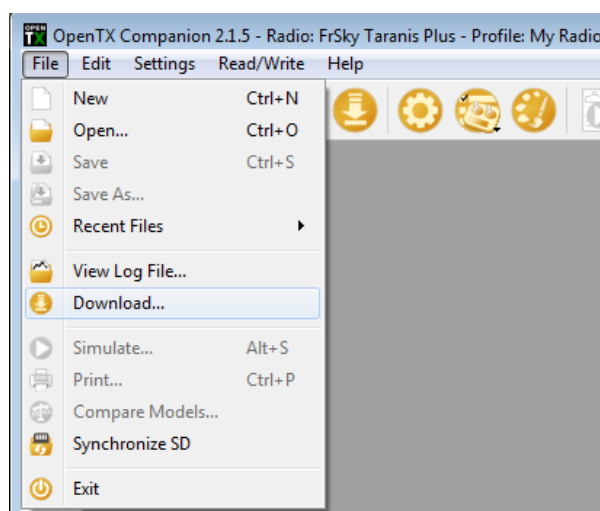 OPEN TX OpenTX Companion 2.1.5 - Radio: FrSky Taranis Plus - Profile: My Radio
File Edit Settings Read/Write Help
New Ctrl+N
Open... Ctrl+O
Save Ctrl+S
Save As...
Recent Files
View Log File...
Download...
Simulate... Alt+S
Print... Ctrl+P
Compare Models...
Synchronize SD
Exit